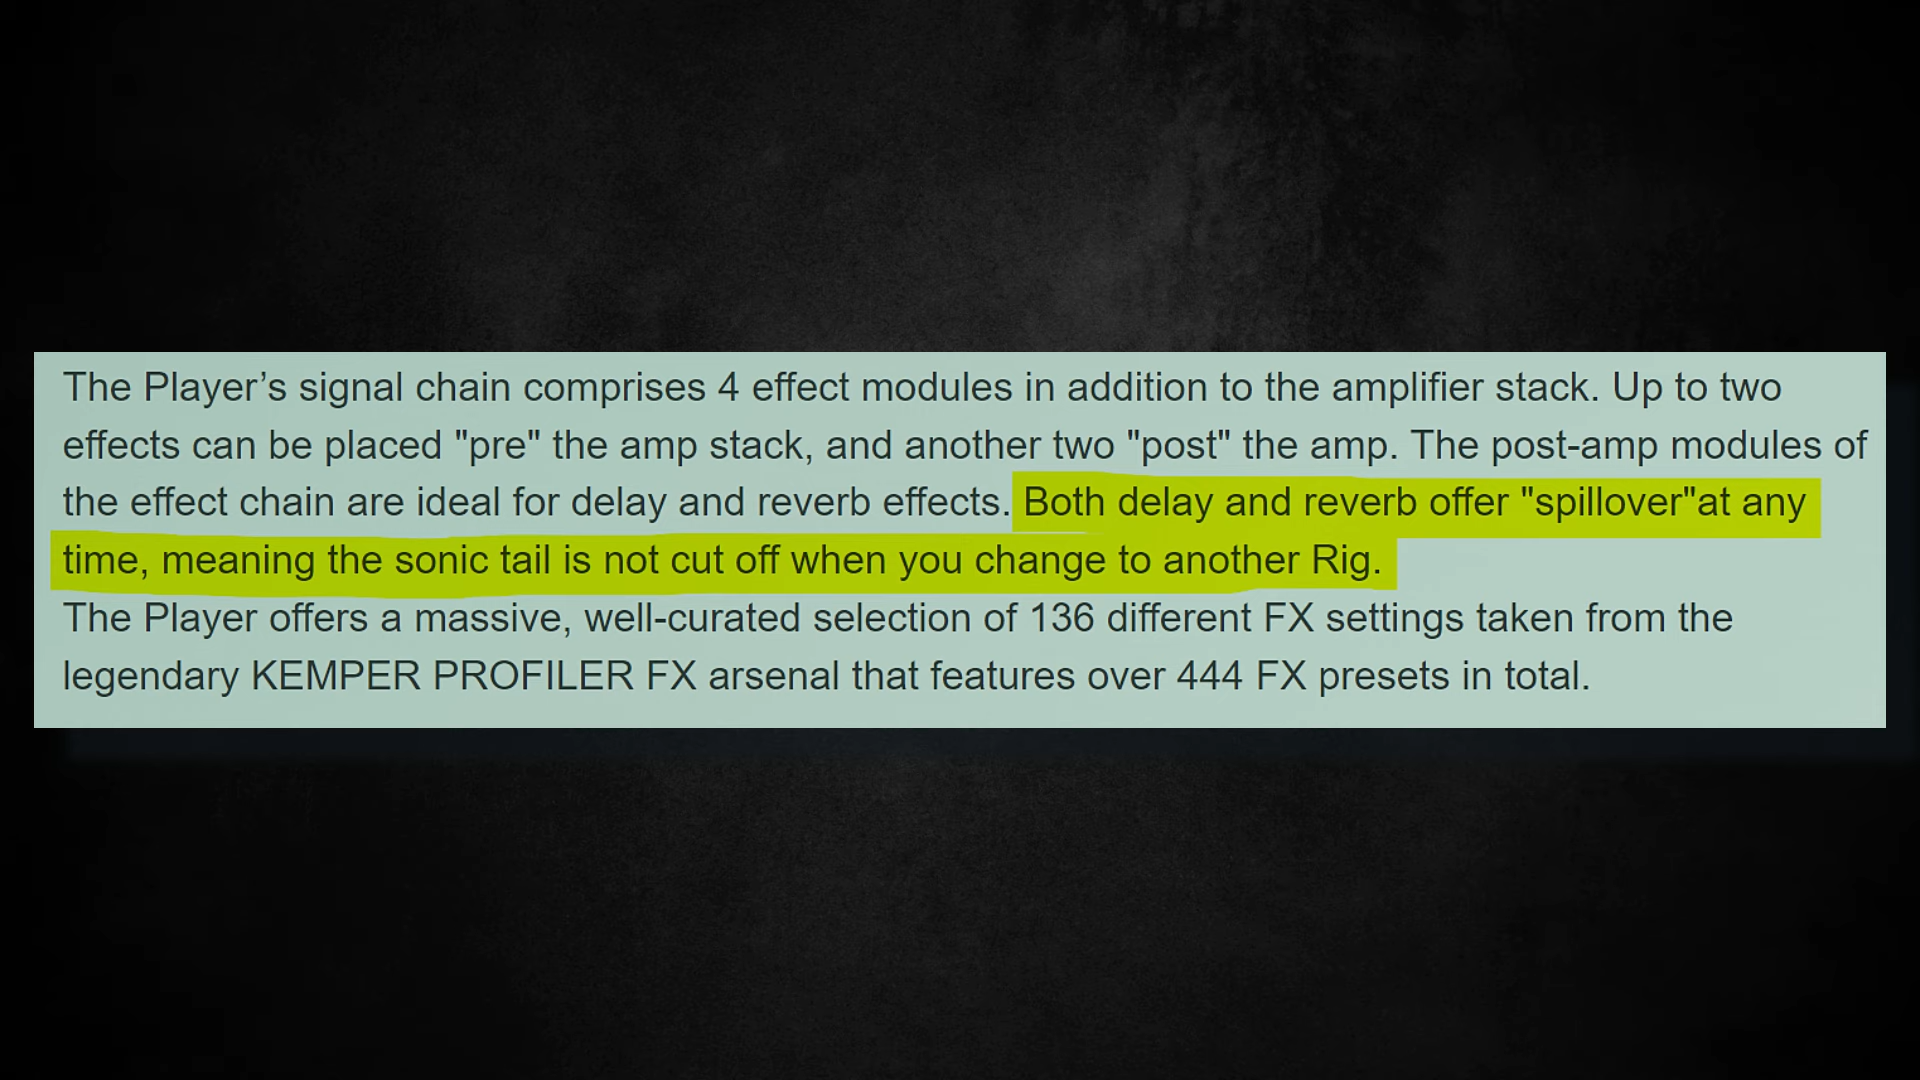 The Player’s signal chain comprises 4 effect modules in addition to the amplifier stack. Up to two
effects can be placed "pre" the amp stack, and another two "post" the amp. The post-amp modules of
the effect chain are ideal for delay and reverb effects. Both delay and reverb offer "spillover"at any
time, meaning the sonic tail is not cut off when you change to another Rig.
The Player offers a massive, well-curated selection of 136 different FX settings taken from the
legendary KEMPER PROFILER FX arsenal that features over 444 FX presets in total.